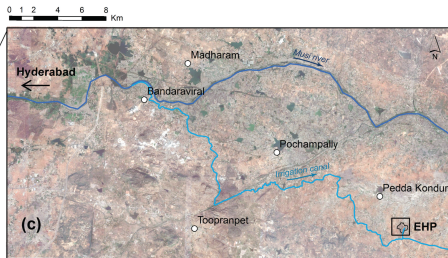 0 1 2 4 6 8
Km
Madharam
Musi river
N
Hyderabad
Bandaraviral
Pochampally
Irrigation canal
Pedda Kondur
(c)
Toopranpet
EHP